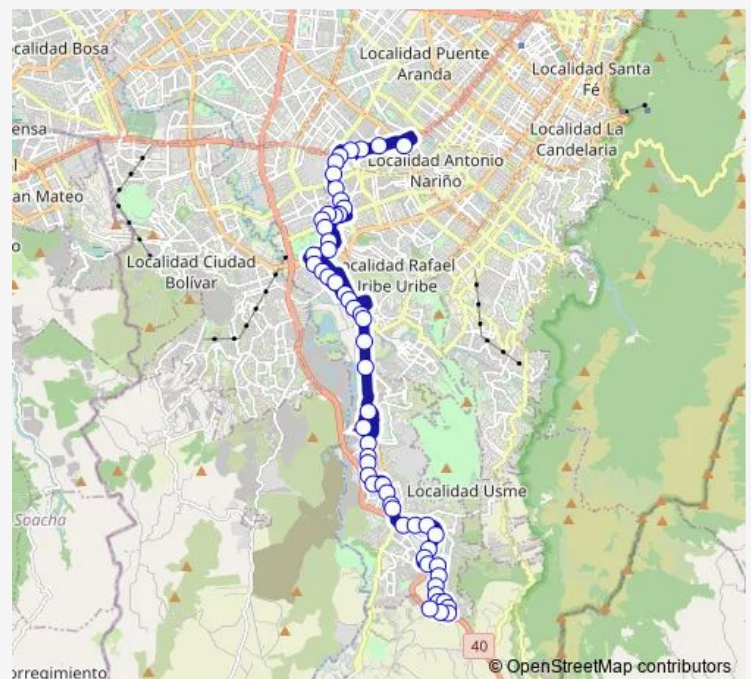 ocalidad Bosa
Localidad Puente
Aranda
Localidad Santa
Fé
ensa
Localidad La
Candelaria
Localidad Antonio
Nariño
an Mateo
o
Localidad Ciudad
Bolívar
ocalidad Rafael
Iribe Uribe
Localidad Usme
Soacha
40
orregimiento
© OpenStreetMap contributors